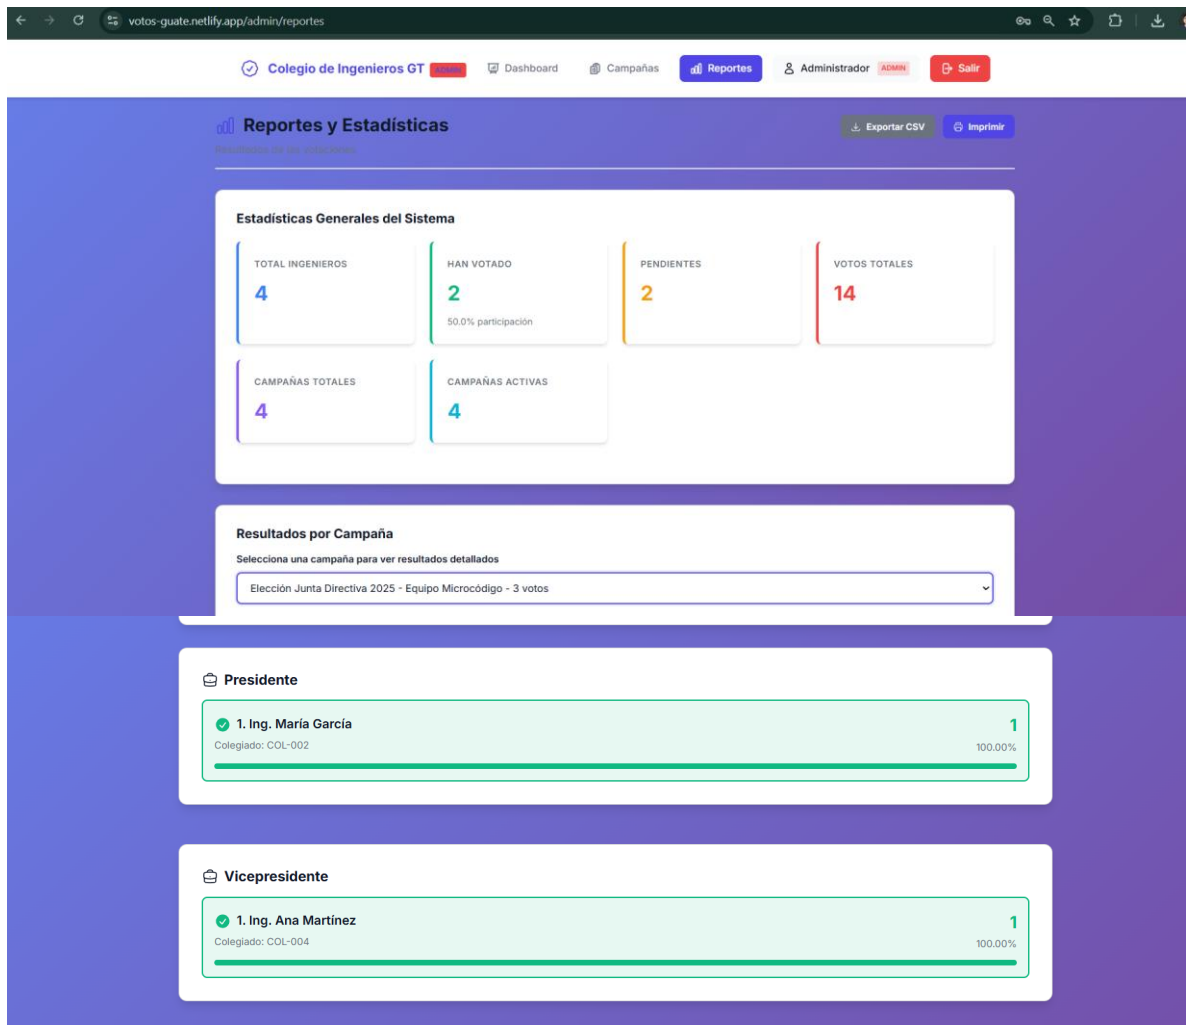 votos-guate.netlify.app/admin/reportes
Colegio de Ingenieros GT ADMIN Dashboard Campañas Reportes Administrador ADMIN Salir
Reportes y Estadísticas Exportar CSV Imprimir
Resultados de las votaciones
Estadísticas Generales del Sistema
TOTAL INGENIEROS HAN VOTADO PENDIENTES VOTOS TOTALES
4 2 2 14
50.0% participación
CAMPAÑAS TOTALES CAMPAÑAS ACTIVAS
4 4
Resultados por Campaña
Selecciona una campaña para ver resultados detallados
Elección Junta Directiva 2025 - Equipo Microcódigo - 3 votos
Presidente
1. Ing. María García 1
Colegiado: COL-002 100.00%
Vicepresidente
1. Ing. Ana Martínez 1
Colegiado: COL-004 100.00%